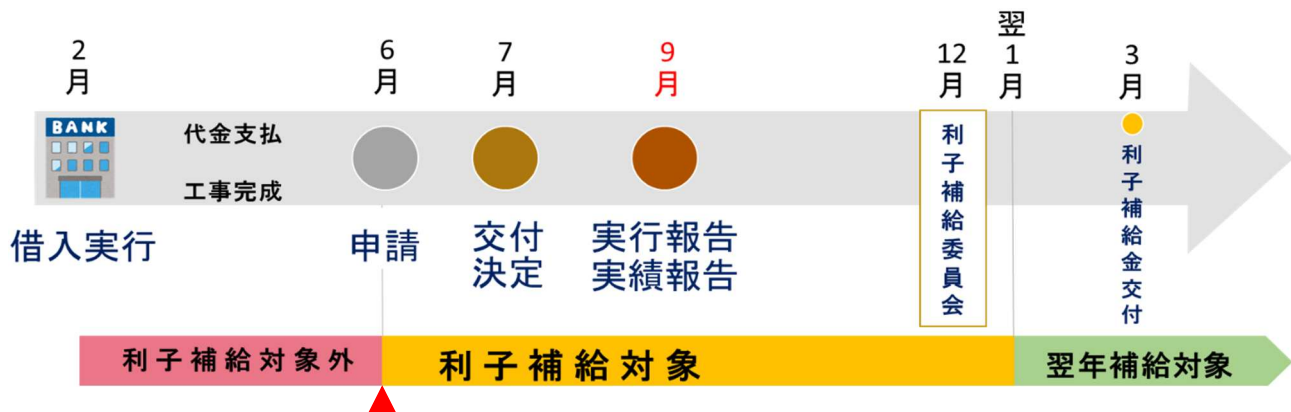 2月
6月
7月
9月
12月
翌1月
3月
BANK
代金支払
工事完成
借入実行
申請
交付
決定
実行報告
実績報告
利子補給委員会
利子補給金交付
利子補給対象外
利子補給対象
翌年補給対象